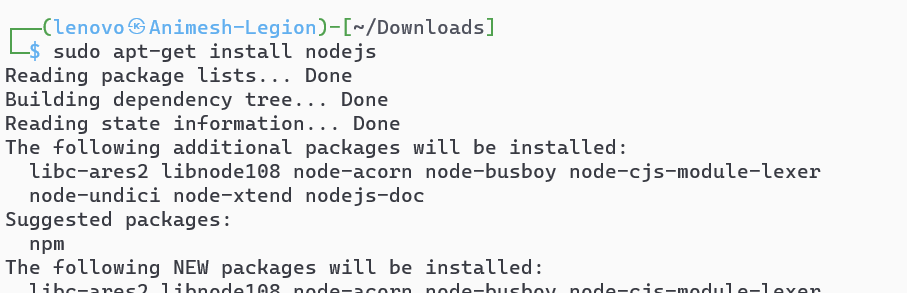 (lenovo㉿Animesh-Legion)-[~/Downloads]
$ sudo apt-get install nodejs
Reading package lists... Done
Building dependency tree... Done
Reading state information... Done
The following additional packages will be installed:
  libc-ares2 libnode108 node-acorn node-busboy node-cjs-module-lexer
  node-undici node-xtend nodejs-doc
Suggested packages:
  npm
The following NEW packages will be installed:
  libc-ares2 libnode108 node-acorn node-busboy node-cjs-module-lexer